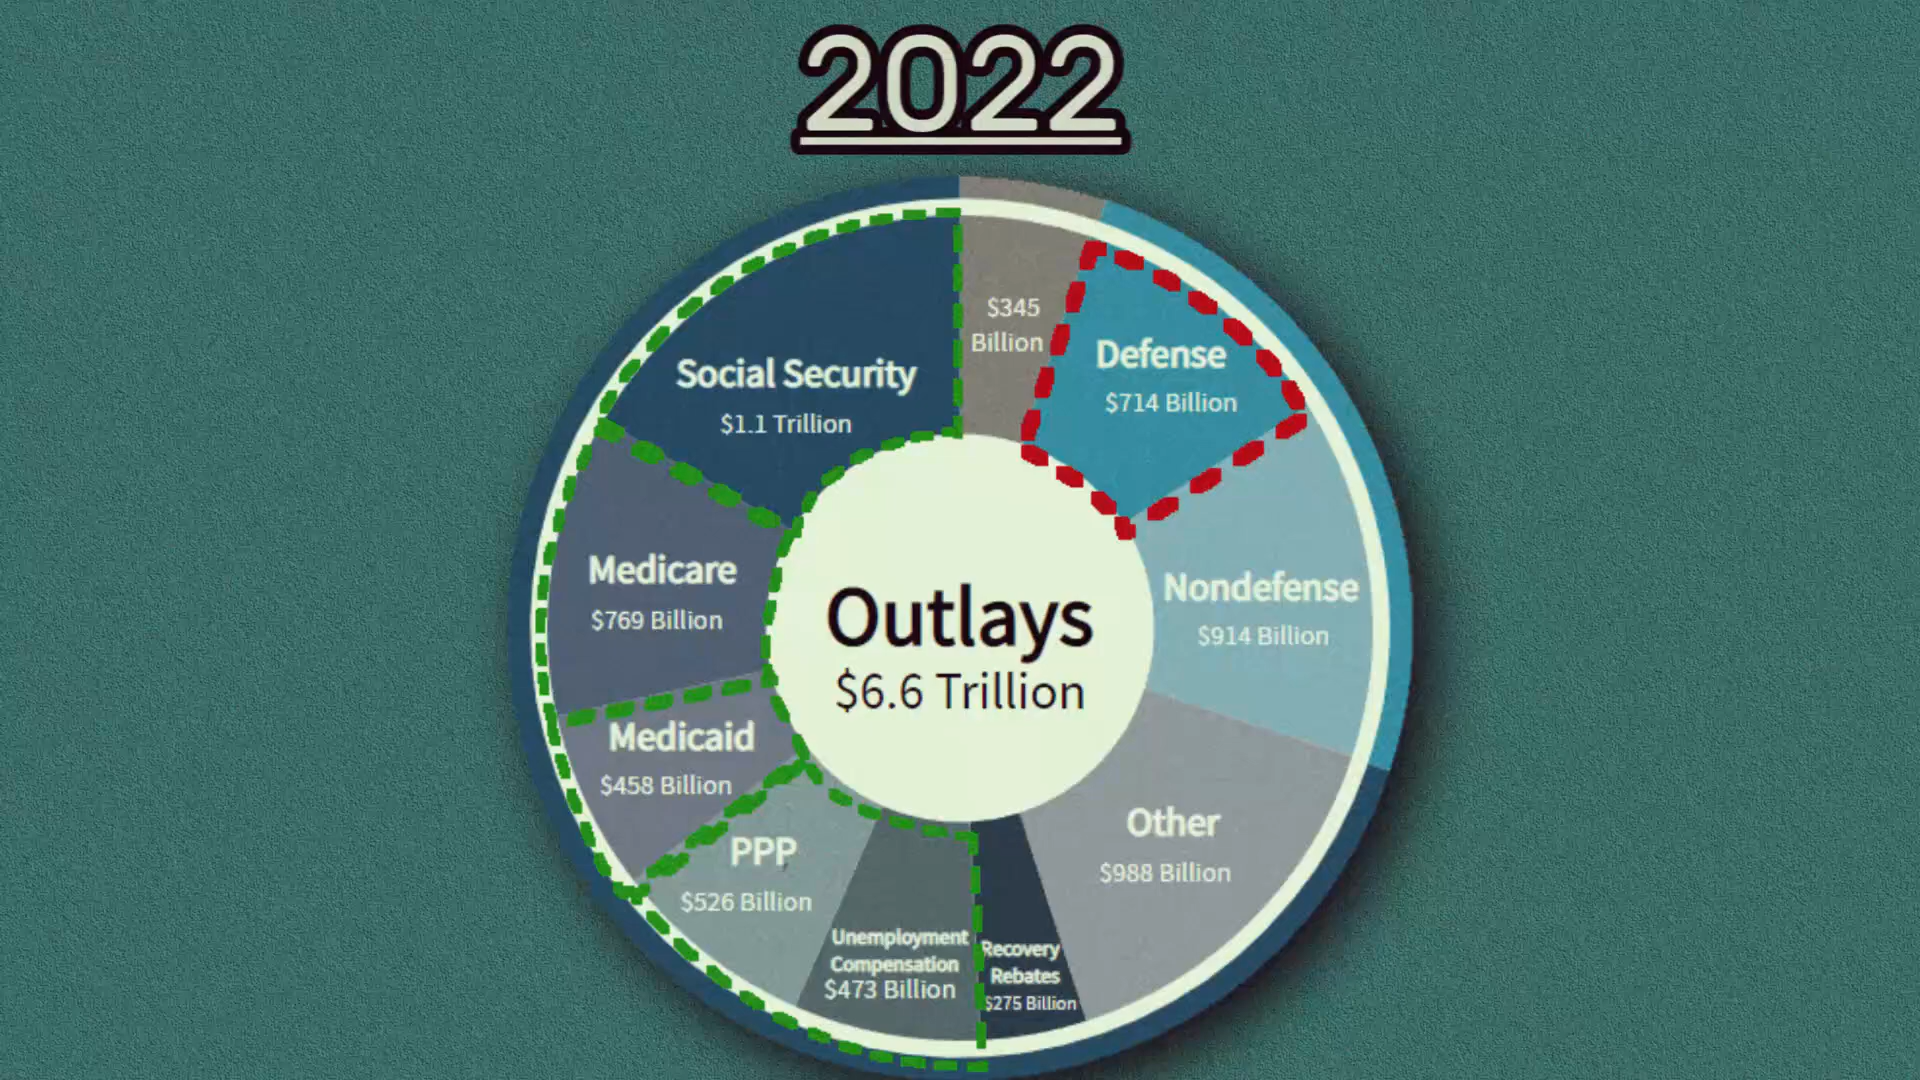 2022
$345
Billion
Defense
$714 Billion
Social Security
$1.1 Trillion
Medicare
$769 Billion
Nondefense
$914 Billion
Outlays
$6.6 Trillion
Medicaid
$458 Billion
PPP
$526 Billion
Other
$988 Billion
Unemployment
Compensation
$473 Billion
Recovery
Rebates
$275 Billion